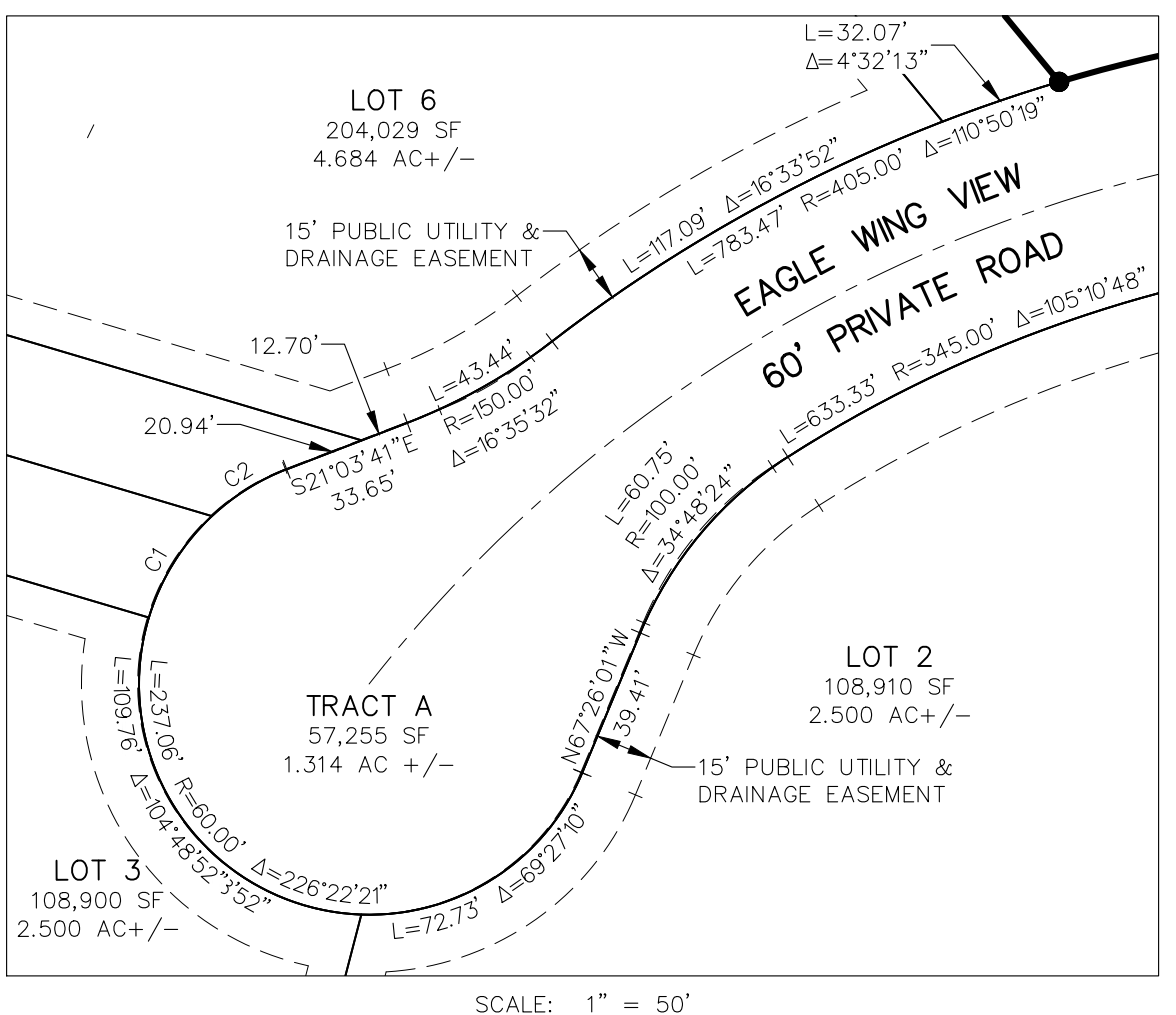 L=32.07'
Δ=4°32'13"
LOT 6
204,029 SF
4.684 AC+/-
Δ=110°50'19"
L=117.09' Δ=16°33'52"
L=783.47' R=405.00'
EAGLE WING VIEW
60' PRIVATE ROAD
15' PUBLIC UTILITY &
DRAINAGE EASEMENT
L=633.33' R=345.00' Δ=105°10'48"
12.70'
L=43.44'
R=150.00'
Δ=16°35'32"
20.94'
S21°03'41"E
33.65'
C2
C1
L=60.75'
R=100.00'
Δ=34°48'24"
N67°26'01"W
39.41'
LOT 2
108,910 SF
2.500 AC+/-
TRACT A
57,255 SF
1.314 AC +/-
15' PUBLIC UTILITY &
DRAINAGE EASEMENT
L=237.06' R=60.00' Δ=226°22'21"
L=109.76' Δ=104°48'52"
L=72.73' Δ=69°27'10"
LOT 3
108,900 SF
2.500 AC+/-
SCALE: 1" = 50'